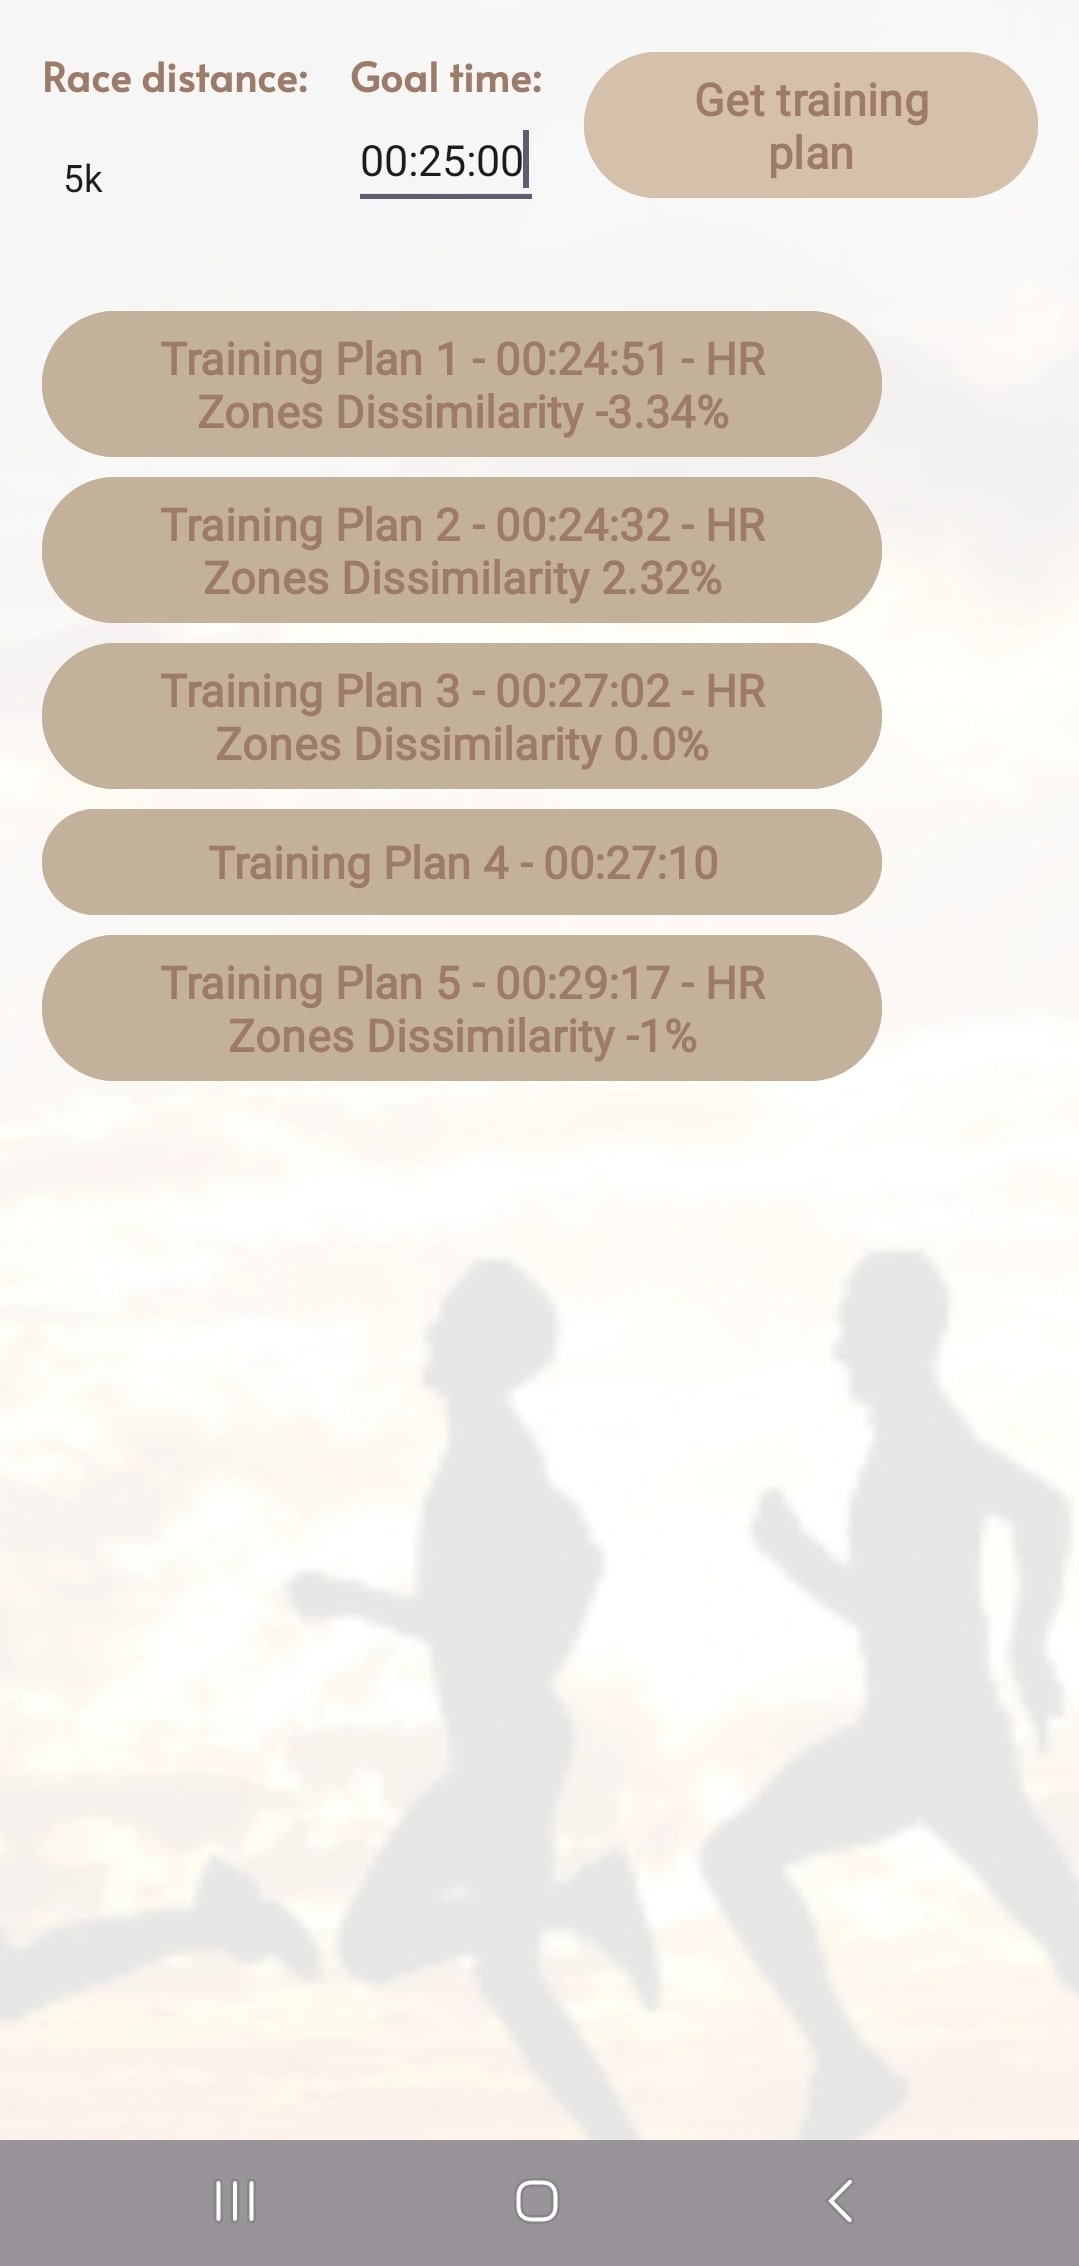 Race distance:
Goal time:
Get training
plan
5k
00:25:00
Training Plan 1 - 00:24:51 - HR
Zones Dissimilarity -3.34%
Training Plan 2 - 00:24:32 - HR
Zones Dissimilarity 2.32%
Training Plan 3 - 00:27:02 - HR
Zones Dissimilarity 0.0%
Training Plan 4 - 00:27:10
Training Plan 5 - 00:29:17 - HR
Zones Dissimilarity -1%